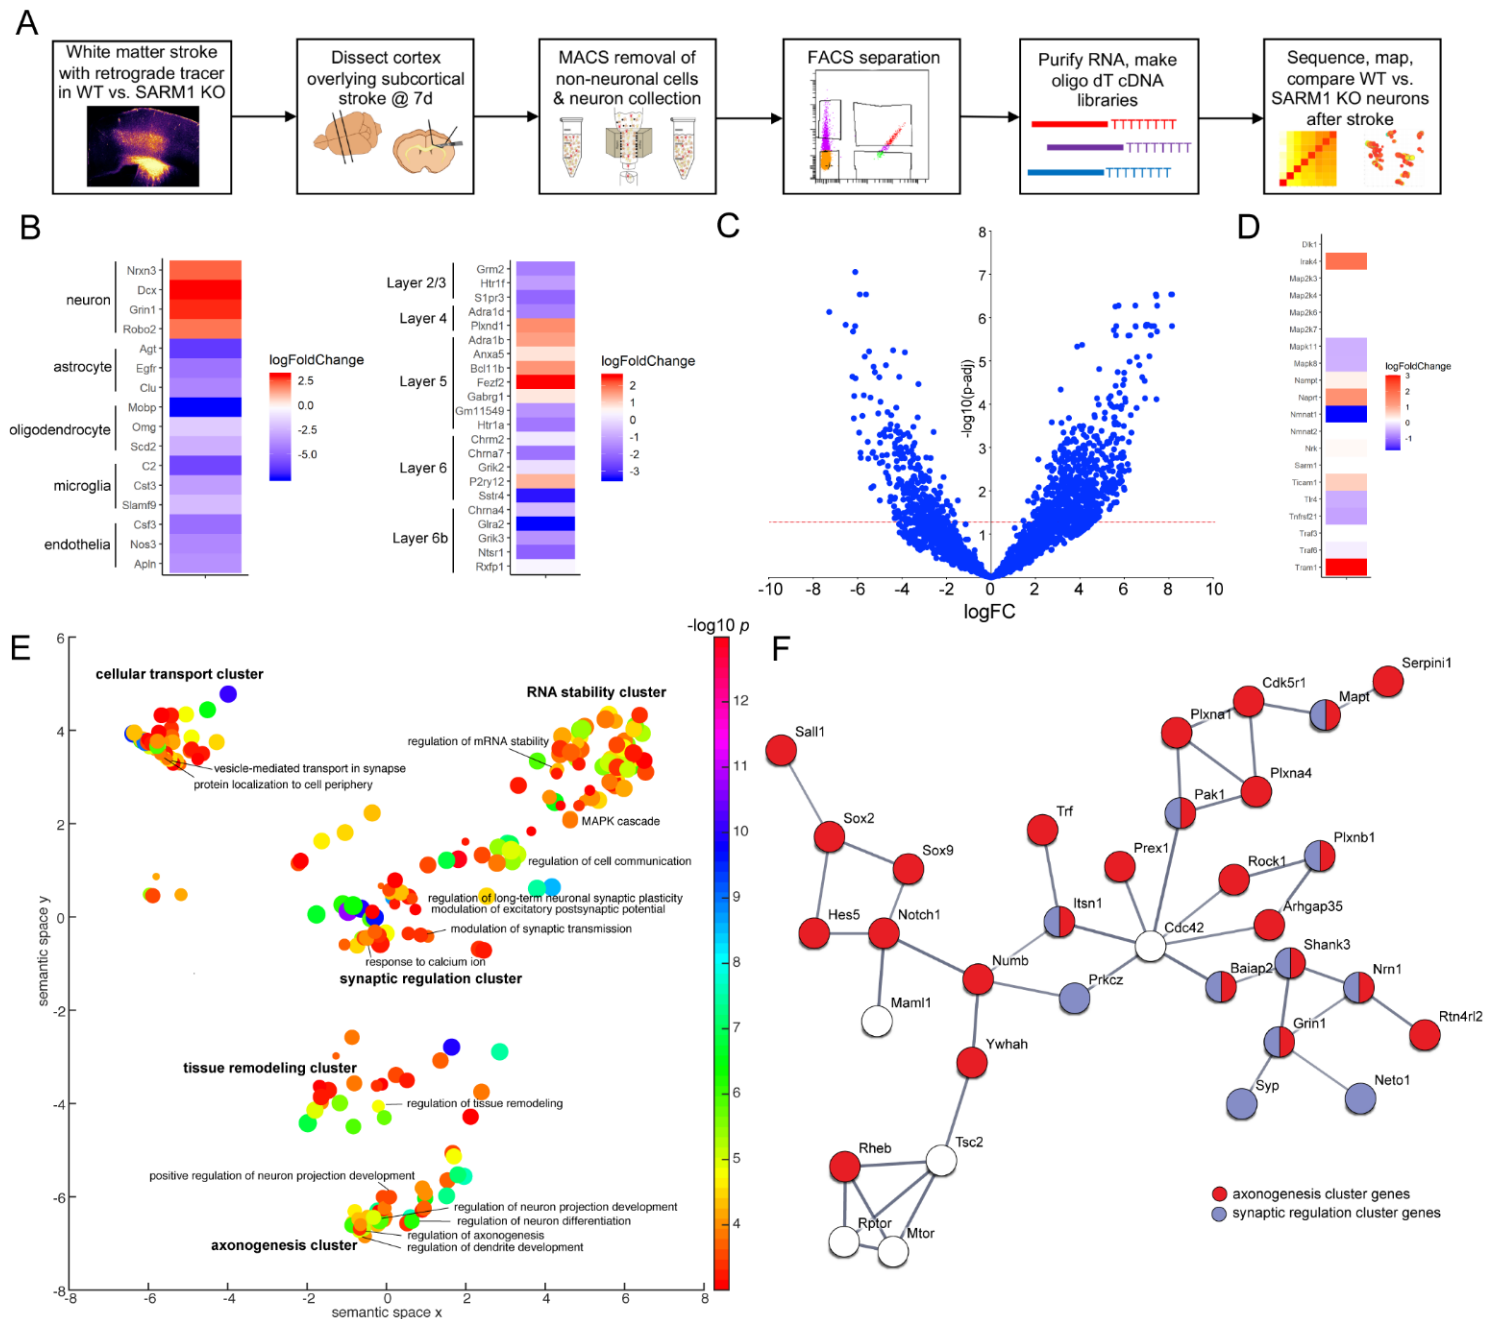 A
White matter stroke
with retrograde tracer
in WT vs. SARM1 KO
Dissect cortex
overlying subcortical
stroke @ 7d
MACS removal of
non-neuronal cells
& neuron collection
FACS separation
Purify RNA, make
oligo dT cDNA
libraries
TTTTTTTT
TTTTTTTT
TTTTTTTT
Sequence, map,
compare WT vs.
SARM1 KO neurons
after stroke
B
neuron
Nrxn3
Dcx
Grin1
Robo2
astrocyte
Agt
Egfr
Clu
oligodendrocyte
Mobp
Omg
Scd2
microglia
C2
Cst3
Slamf9
endothelia
Csf3
Nos3
Apln
logFoldChange
2.5
0.0
-2.5
-5.0
Layer 2/3
Grm2
Htr1f
S1pr3
Layer 4
Adra1d
Plxnd1
Layer 5
Adra1b
Anxa5
Bcl11b
Fezf2
Gabrg1
Gm11549
Htr1a
Layer 6
Chrm2
Chrna7
Grik2
P2ry12
Sstr4
Layer 6b
Chrna4
Glra2
Grik3
Ntsr1
Rxfp1
logFoldChange
2
1
0
-1
-2
-3
C
-log10(p-adj)
8
7
6
5
4
3
2
1
-10 -8 -6 -4 -2 0 2 4 6 8 10
logFC
D
Dlk1
Irak4
Map2k3
Map2k4
Map2k6
Map2k7
Mapk11
Mapk8
Nampt
Naprt
Nmnat1
Nmnat2
Nrk
Sarm1
Ticam1
Tlr4
Tnfrsf21
Traf3
Traf6
Tram1
logFoldChange
3
2
1
0
-1
E
semantic space y
6
4
2
0
-2
-4
-6
-8
-8 -6 -4 -2 0 2 4 6 8
semantic space x
cellular transport cluster
vesicle-mediated transport in synapse
protein localization to cell periphery
RNA stability cluster
regulation of mRNA stability
MAPK cascade
regulation of cell communication
regulation of long-term neuronal synaptic plasticity
modulation of excitatory postsynaptic potential
modulation of synaptic transmission
response to calcium ion
synaptic regulation cluster
tissue remodeling cluster
regulation of tissue remodeling
positive regulation of neuron projection development
regulation of neuron projection development
regulation of neuron differentiation
regulation of axonogenesis
regulation of dendrite development
axonogenesis cluster
-log10 p
12
11
10
9
8
7
6
5
4
F
Serpini1
Cdk5r1
Mapt
Plxna1
Sall1
Plxna4
Pak1
Trf
Sox2
Plxnb1
Prex1
Sox9
Rock1
Itsn1
Arhgap35
Hes5
Notch1
Cdc42
Shank3
Numb
Baiap2
Nrn1
Prkcz
Maml1
Grin1
Rtn4rl2
Ywhah
Syp
Neto1
Tsc2
Rheb
Rptor
Mtor
axonogenesis cluster genes
synaptic regulation cluster genes